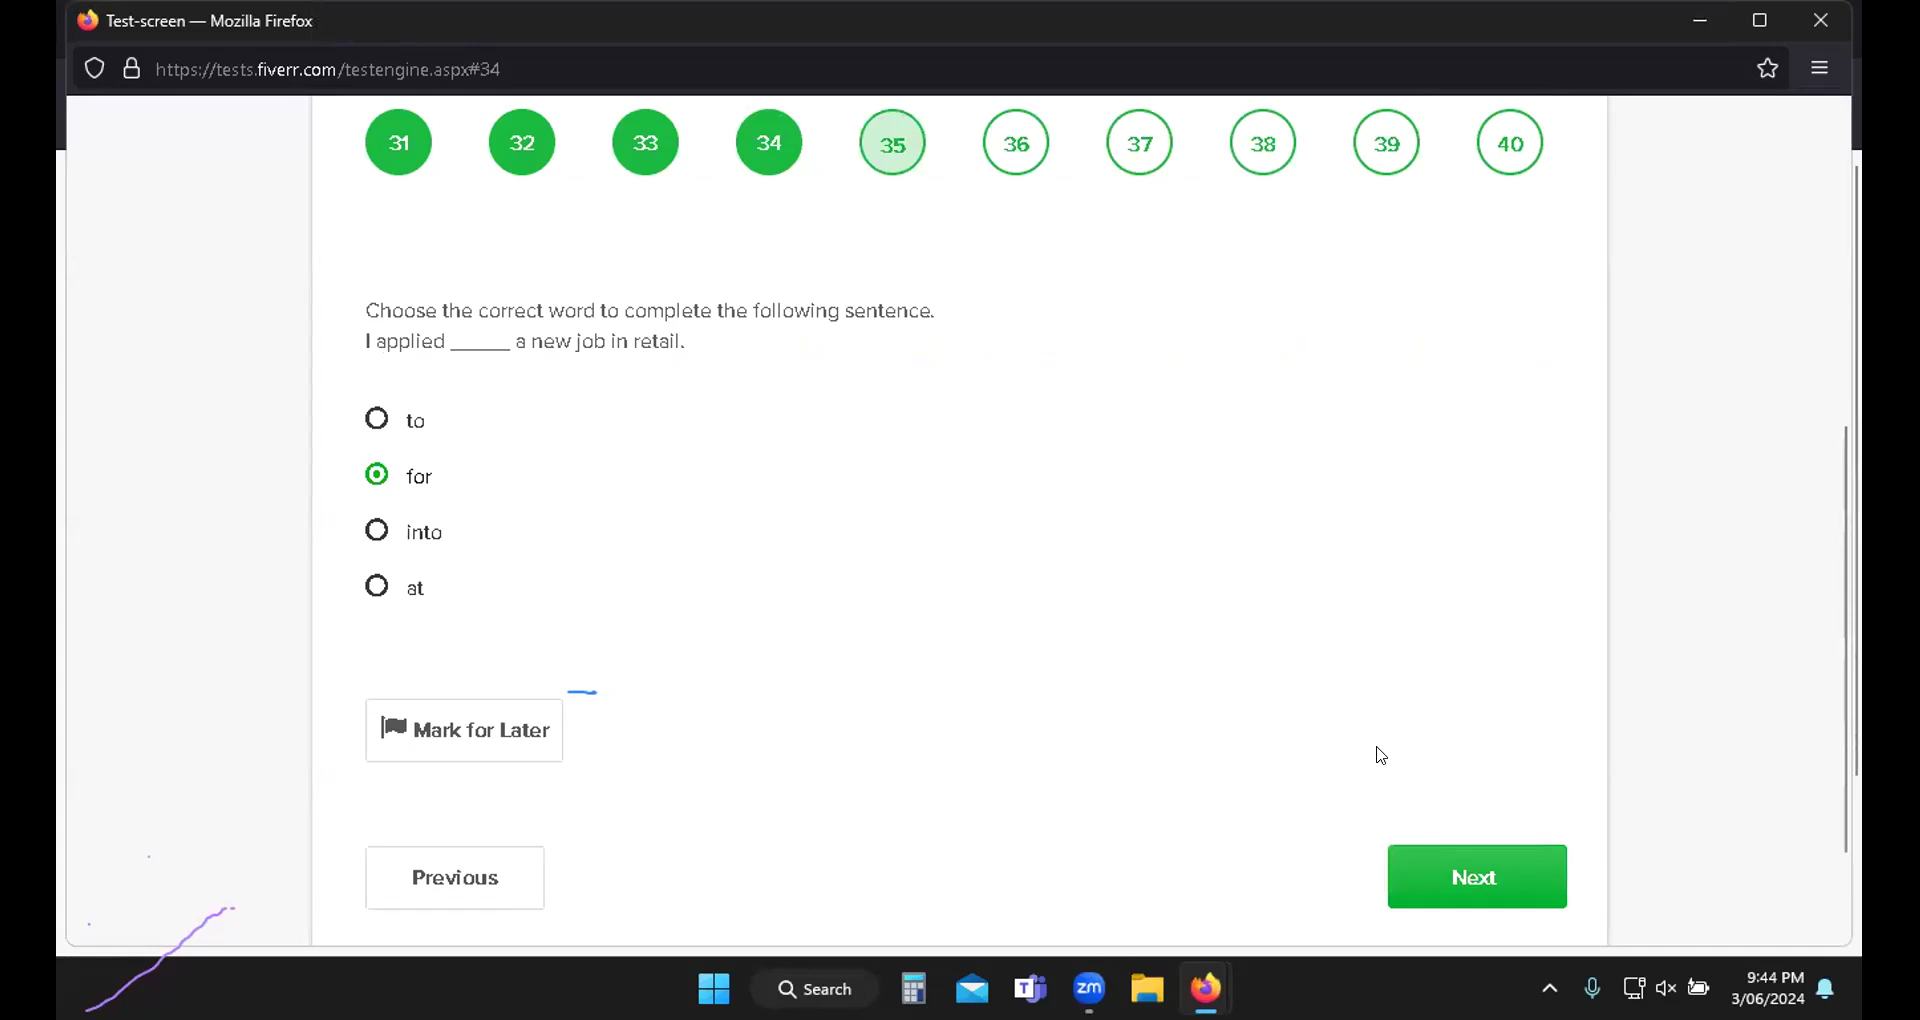 Test-screen — Mozilla Firefox
https://tests.fiverr.com/testengine.aspx#34
31 32 33 34 35 36 37 38 39 40
Choose the correct word to complete the following sentence.
I applied ______ a new job in retail.
to
for
into
at
Mark for Later
Previous
Next
Search
T
zm
9:44 PM
3/06/2024